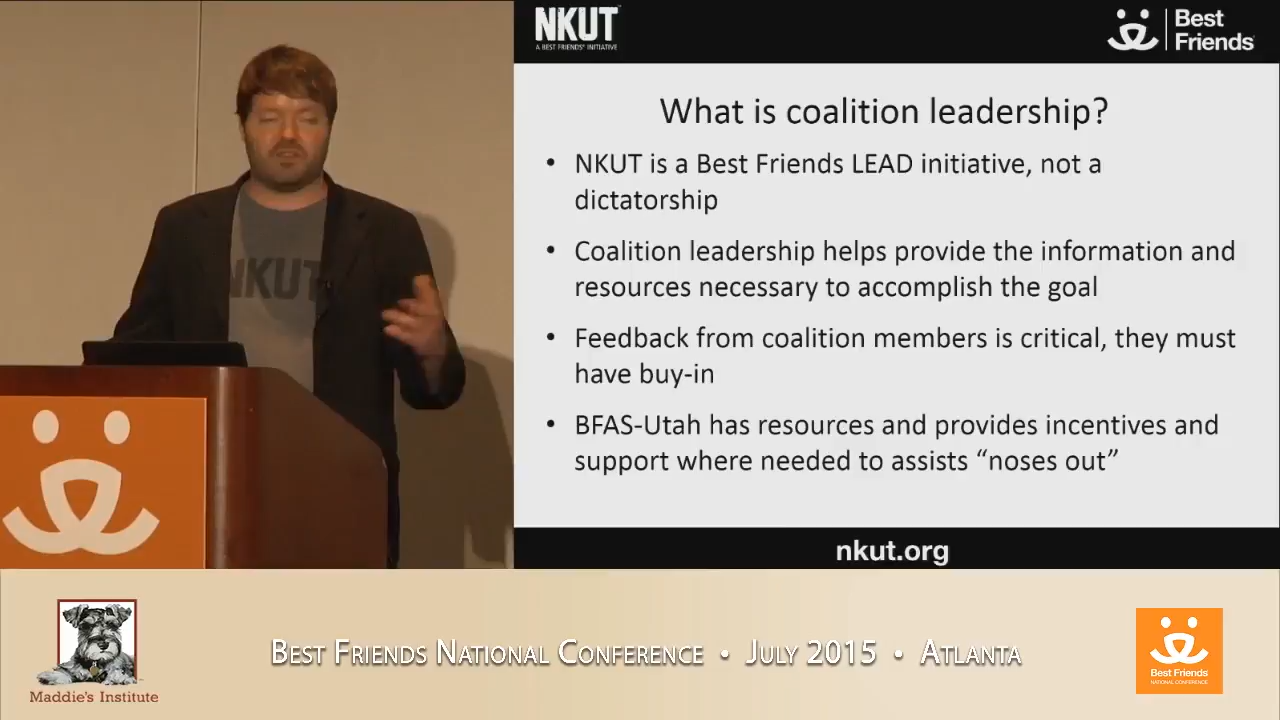 NKUT
A BEST FRIENDS' INITIATIVE
Best
Friends
What is coalition leadership?
• NKUT is a Best Friends LEAD initiative, not a
dictatorship
• Coalition leadership helps provide the information and
resources necessary to accomplish the goal
• Feedback from coalition members is critical, they must
have buy-in
• BFAS-Utah has resources and provides incentives and
support where needed to assists “noses out”
nkut.org
NKUT
Maddie's Institute
Best Friends National Conference • July 2015 • Atlanta
Best Friends
NATIONAL CONFERENCE